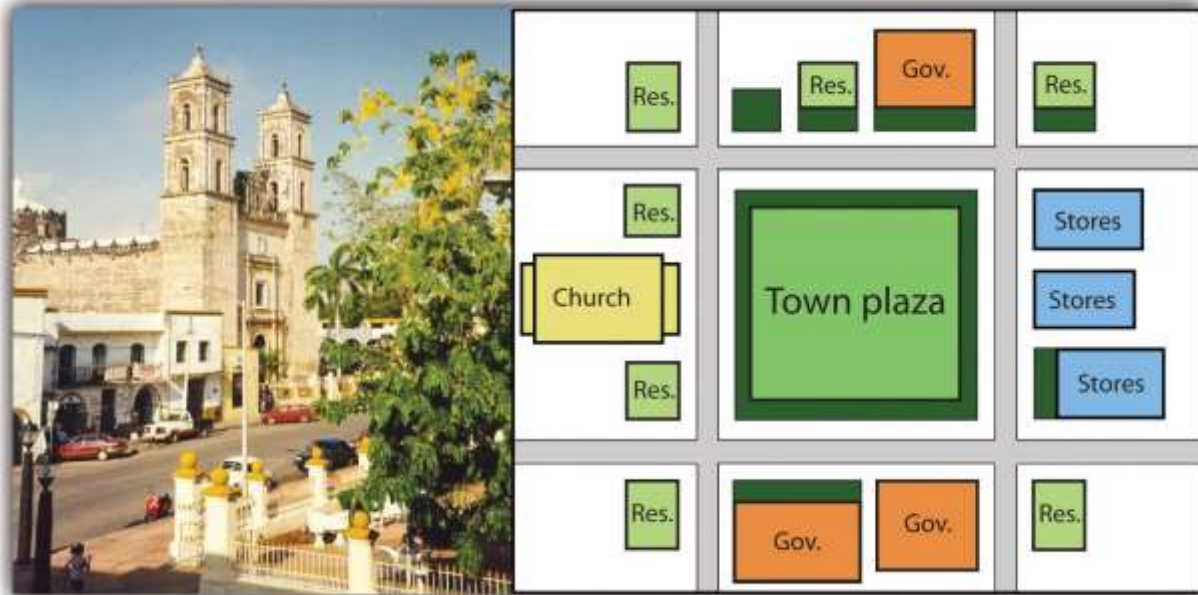 Res.
Res.
Gov.
Res.
Res.
Church
Res.
Town plaza
Stores
Stores
Stores
Res.
Gov.
Gov.
Res.